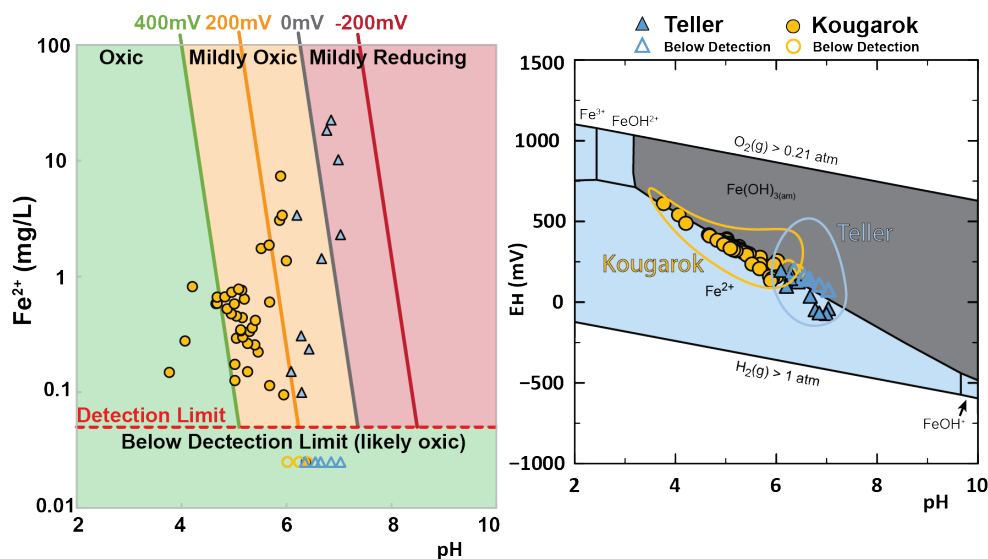 400mV 200mV 0mV -200mV
Oxic Mildly Oxic Mildly Reducing
100
10
1
0.1
0.01
Fe2+ (mg/L)
Detection Limit
Below Dectection Limit (likely oxic)
2 4 6 8 10
pH
Teller Kougarok
Below Detection Below Detection
1500
1000
500
0
−500
−1000
EH (mV)
Fe3+
FeOH2+
O2(g) > 0.21 atm
Fe(OH)3(am)
Teller
Kougarok
Fe2+
H2(g) > 1 atm
FeOH+
2 4 6 8 10
pH